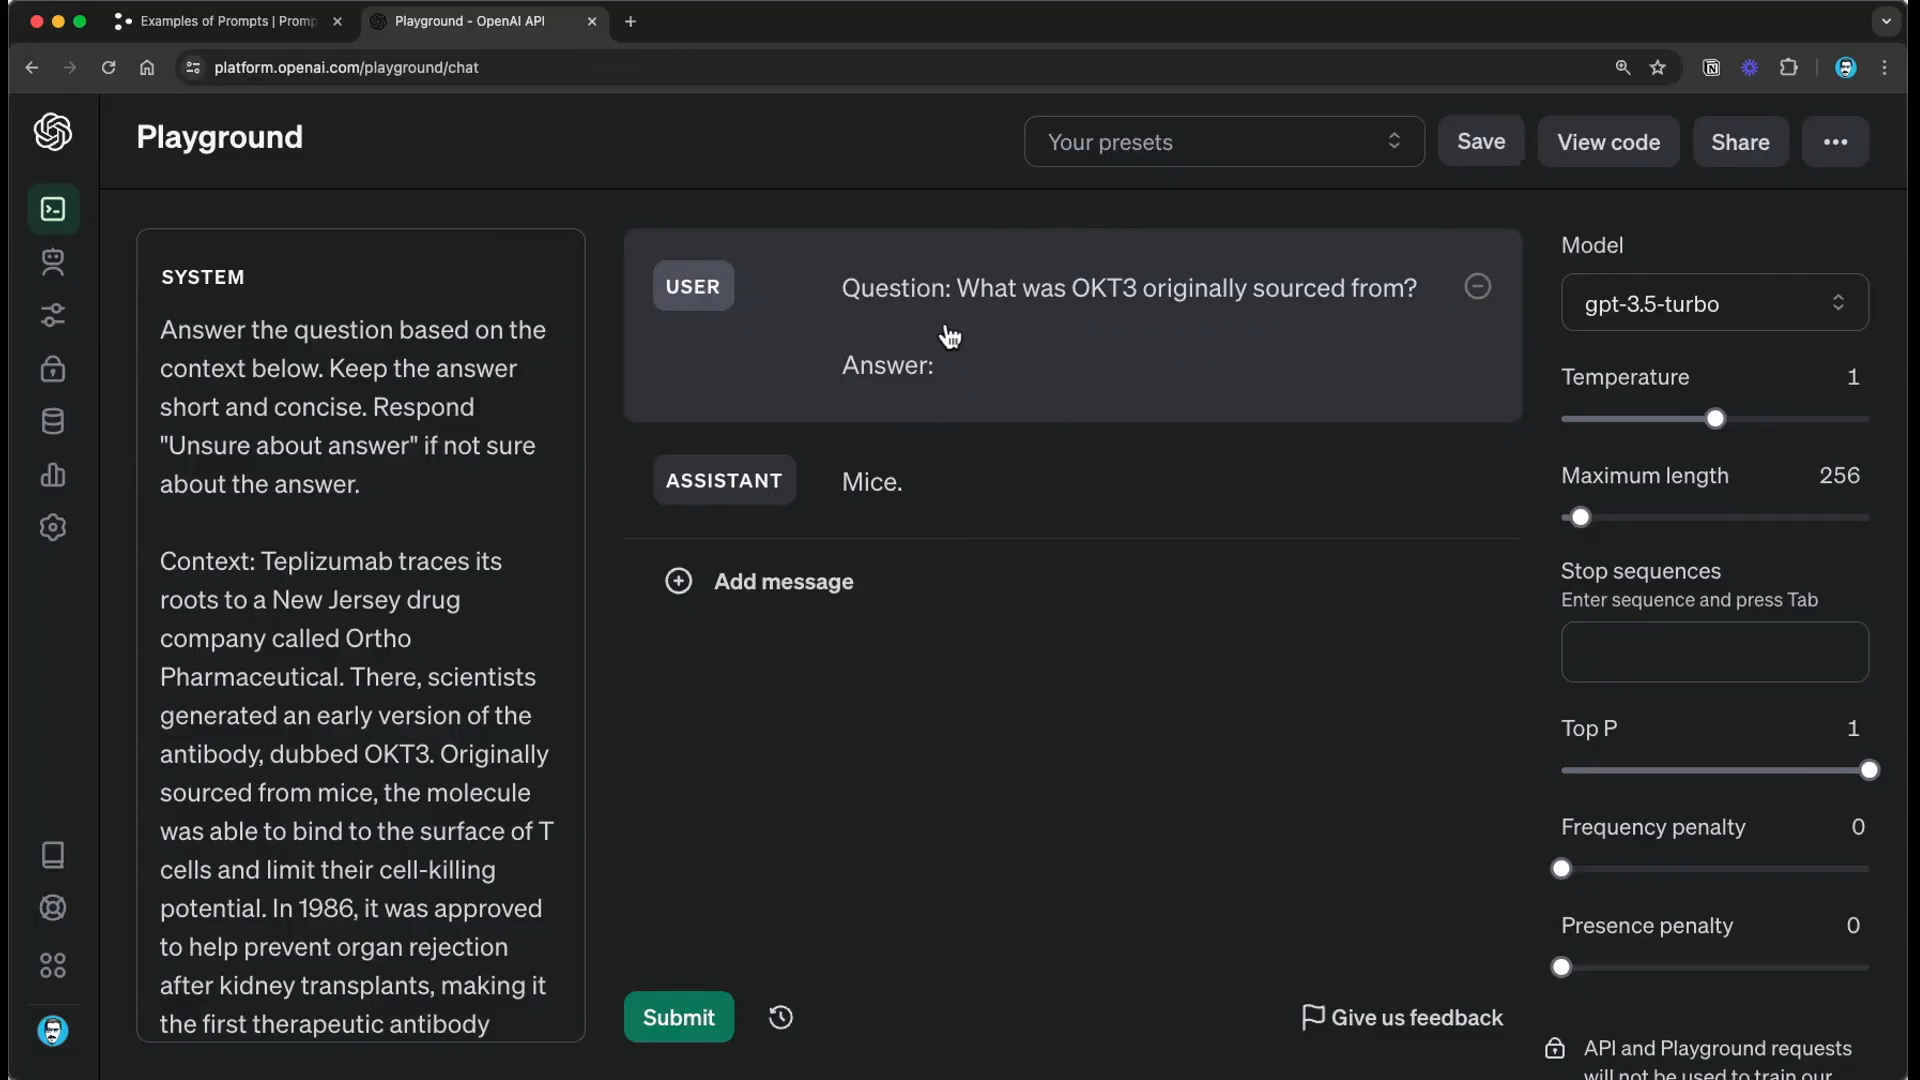 Examples of Prompts | Promp
Playground - OpenAI API
platform.openai.com/playground/chat
Playground
Your presets
Save
View code
Share
SYSTEM
Answer the question based on the
context below. Keep the answer
short and concise. Respond
"Unsure about answer" if not sure
about the answer.
Context: Teplizumab traces its
roots to a New Jersey drug
company called Ortho
Pharmaceutical. There, scientists
generated an early version of the
antibody, dubbed OKT3. Originally
sourced from mice, the molecule
was able to bind to the surface of T
cells and limit their cell-killing
potential. In 1986, it was approved
to help prevent organ rejection
after kidney transplants, making it
the first therapeutic antibody
USER
Question: What was OKT3 originally sourced from?
Answer:
ASSISTANT
Mice.
Add message
Submit
Give us feedback
Model
gpt-3.5-turbo
Temperature 1
Maximum length 256
Stop sequences
Enter sequence and press Tab
Top P 1
Frequency penalty 0
Presence penalty 0
API and Playground requests
will not be used to train our